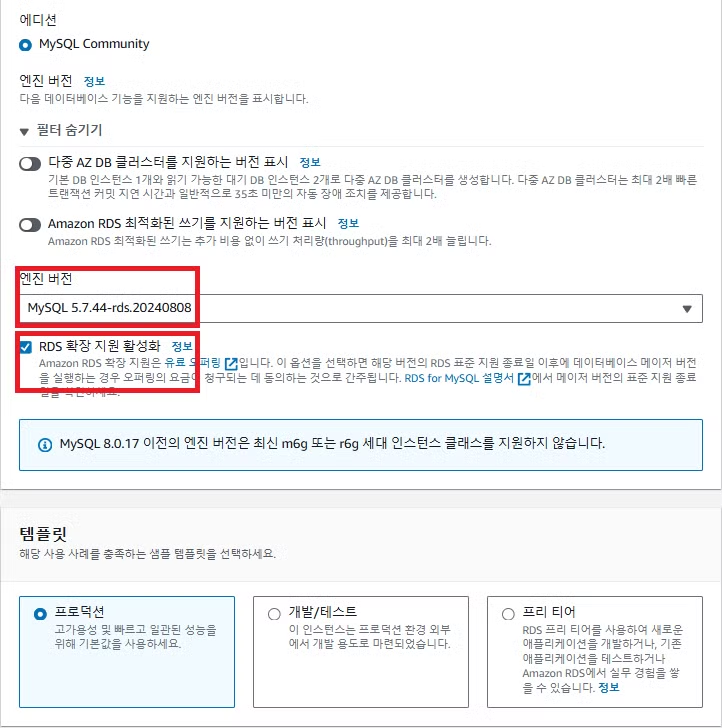 에디션
MySQL Community
엔진 버전 정보
다음 데이터베이스 기능을 지원하는 엔진 버전을 표시합니다.
▼ 필터 숨기기
다중 AZ DB 클러스터를 지원하는 버전 표시 정보
기본 DB 인스턴스 1개와 읽기 가능한 대기 DB 인스턴스 2개로 다중 AZ DB 클러스터를 생성합니다. 다중 AZ DB 클러스터는 최대 2배 빠른
트랜잭션 커밋 지연 시간과 일반적으로 35초 미만의 자동 장애 조치를 제공합니다.
Amazon RDS 최적화된 쓰기를 지원하는 버전 표시 정보
Amazon RDS 최적화된 쓰기는 추가 비용 없이 쓰기 처리량(throughput)을 최대 2배 늘립니다.
엔진 버전
MySQL 5.7.44-rds.20240808
RDS 확장 지원 활성화 정보
Amazon RDS 확장 지원은 유료 오퍼링 입니다. 이 옵션을 선택하면 해당 버전의 RDS 표준 지원 종료일 이후에 데이터베이스 메이저 버전
을 실행하는 경우 오퍼링의 요금이 청구되는 데 동의하는 것으로 간주됩니다. RDS for MySQL 설명서 에서 메이저 버전의 표준 지원 종료
MySQL 8.0.17 이전의 엔진 버전은 최신 m6g 또는 r6g 세대 인스턴스 클래스를 지원하지 않습니다.
템플릿
해당 사용 사례를 충족하는 샘플 템플릿을 선택하세요.
프로덕션
고가용성 및 빠르고 일관된 성능을
위해 기본값을 사용하세요.
개발/테스트
이 인스턴스는 프로덕션 환경 외부
에서 개발 용도로 마련되었습니다.
프리 티어
RDS 프리 티어를 사용하여 새로운
애플리케이션을 개발하거나, 기존
애플리케이션을 테스트하거나
Amazon RDS에서 실무 경험을 쌓
을 수 있습니다. 정보